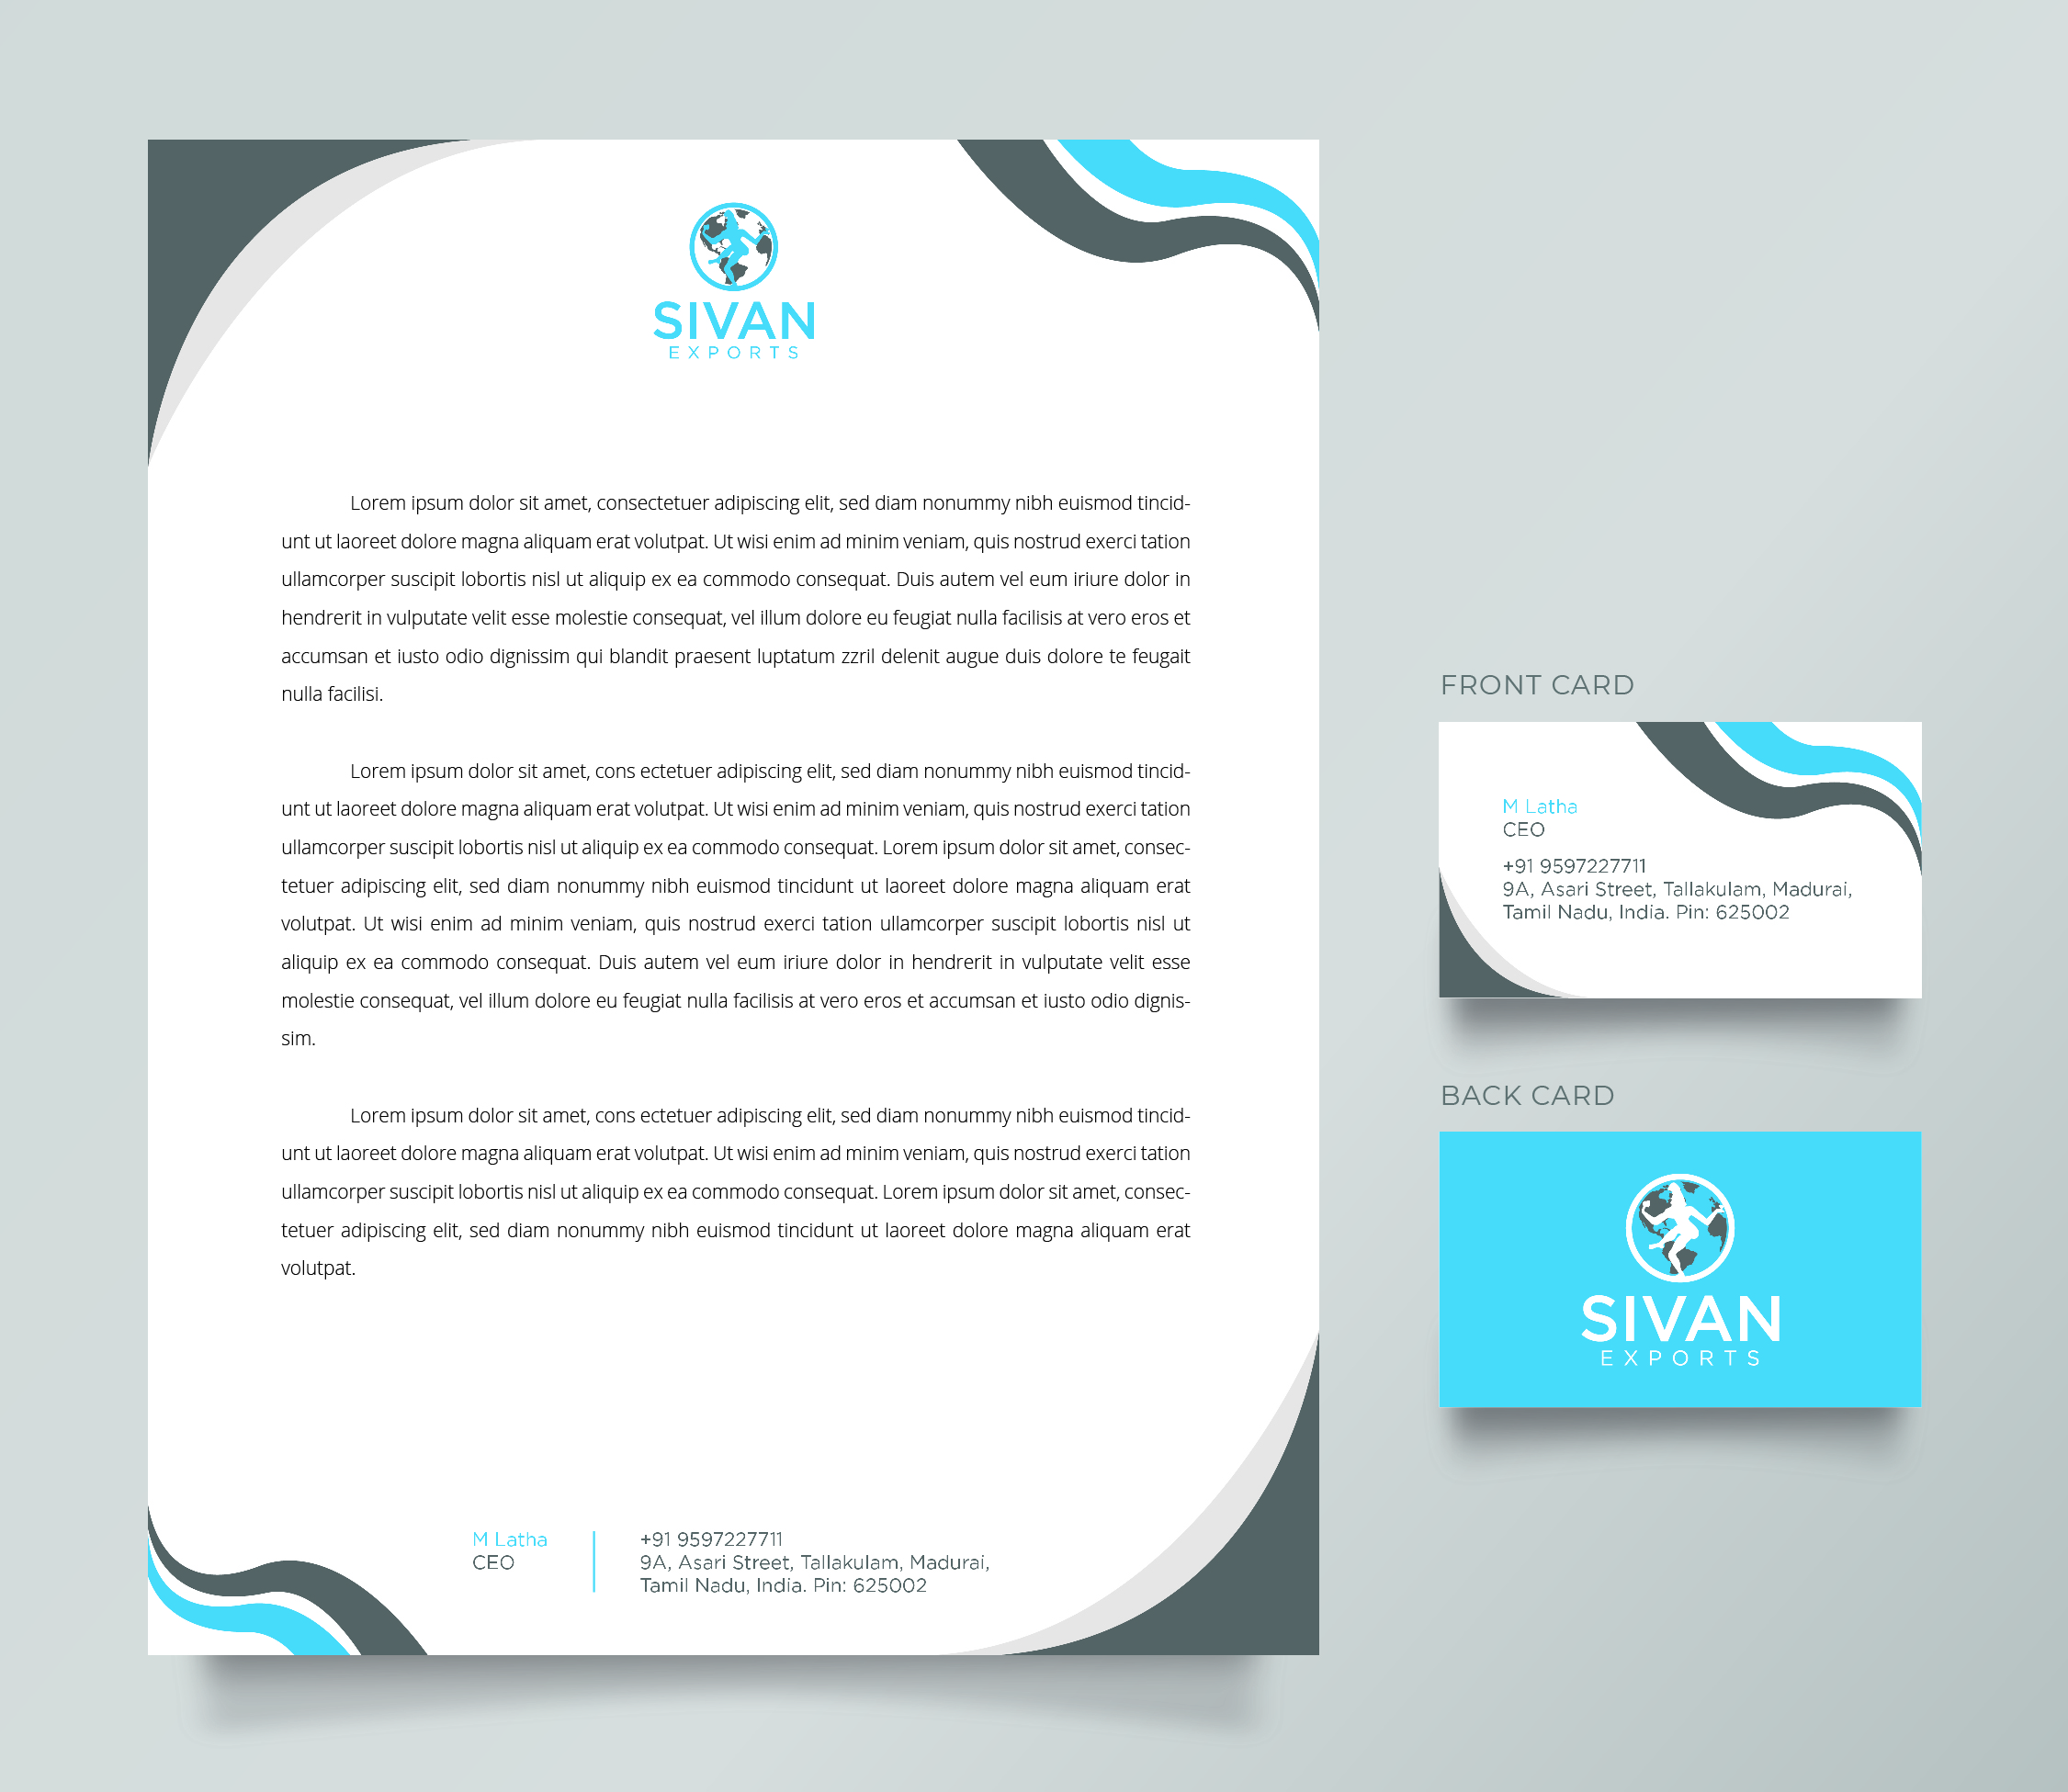 SIVAN
EXPORTS
Lorem ipsum dolor sit amet, consectetuer adipiscing elit, sed diam nonummy nibh euismod tincid-
unt ut laoreet dolore magna aliquam erat volutpat. Ut wisi enim ad minim veniam, quis nostrud exerci tation
ullamcorper suscipit lobortis nisl ut aliquip ex ea commodo consequat. Duis autem vel eum iriure dolor in
hendrerit in vulputate velit esse molestie consequat, vel illum dolore eu feugiat nulla facilisis at vero eros et
accumsan et iusto odio dignissim qui blandit praesent luptatum zzril delenit augue duis dolore te feugait
nulla facilisi.
Lorem ipsum dolor sit amet, cons ectetuer adipiscing elit, sed diam nonummy nibh euismod tincid-
unt ut laoreet dolore magna aliquam erat volutpat. Ut wisi enim ad minim veniam, quis nostrud exerci tation
ullamcorper suscipit lobortis nisl ut aliquip ex ea commodo consequat. Lorem ipsum dolor sit amet, consec-
tetuer adipiscing elit, sed diam nonummy nibh euismod tincidunt ut laoreet dolore magna aliquam erat
volutpat. Ut wisi enim ad minim veniam, quis nostrud exerci tation ullamcorper suscipit lobortis nisl ut
aliquip ex ea commodo consequat. Duis autem vel eum iriure dolor in hendrerit in vulputate velit esse
molestie consequat, vel illum dolore eu feugiat nulla facilisis at vero eros et accumsan et iusto odio dignis-
sim.
Lorem ipsum dolor sit amet, cons ectetuer adipiscing elit, sed diam nonummy nibh euismod tincid-
unt ut laoreet dolore magna aliquam erat volutpat. Ut wisi enim ad minim veniam, quis nostrud exerci tation
ullamcorper suscipit lobortis nisl ut aliquip ex ea commodo consequat. Lorem ipsum dolor sit amet, consec-
tetuer adipiscing elit, sed diam nonummy nibh euismod tincidunt ut laoreet dolore magna aliquam erat
volutpat.
M Latha
CEO
+91 9597227711
9A, Asari Street, Tallakulam, Madurai,
Tamil Nadu, India. Pin: 625002
FRONT CARD
M Latha
CEO
+91 9597227711
9A, Asari Street, Tallakulam, Madurai,
Tamil Nadu, India. Pin: 625002
BACK CARD
SIVAN
EXPORTS